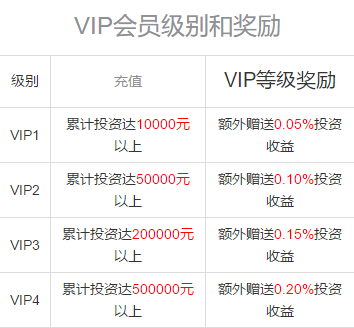 VIP会员级别和奖励
级别 充值 VIP等级奖励
VIP1 累计投资达10000元 额外赠送0.05%投资
以上 收益
VIP2 累计投资达50000元 额外赠送0.10%投资
以上 收益
VIP3 累计投资达200000元 额外赠送0.15%投资
以上 收益
VIP4 累计投资达500000元 额外赠送0.20%投资
以上 收益